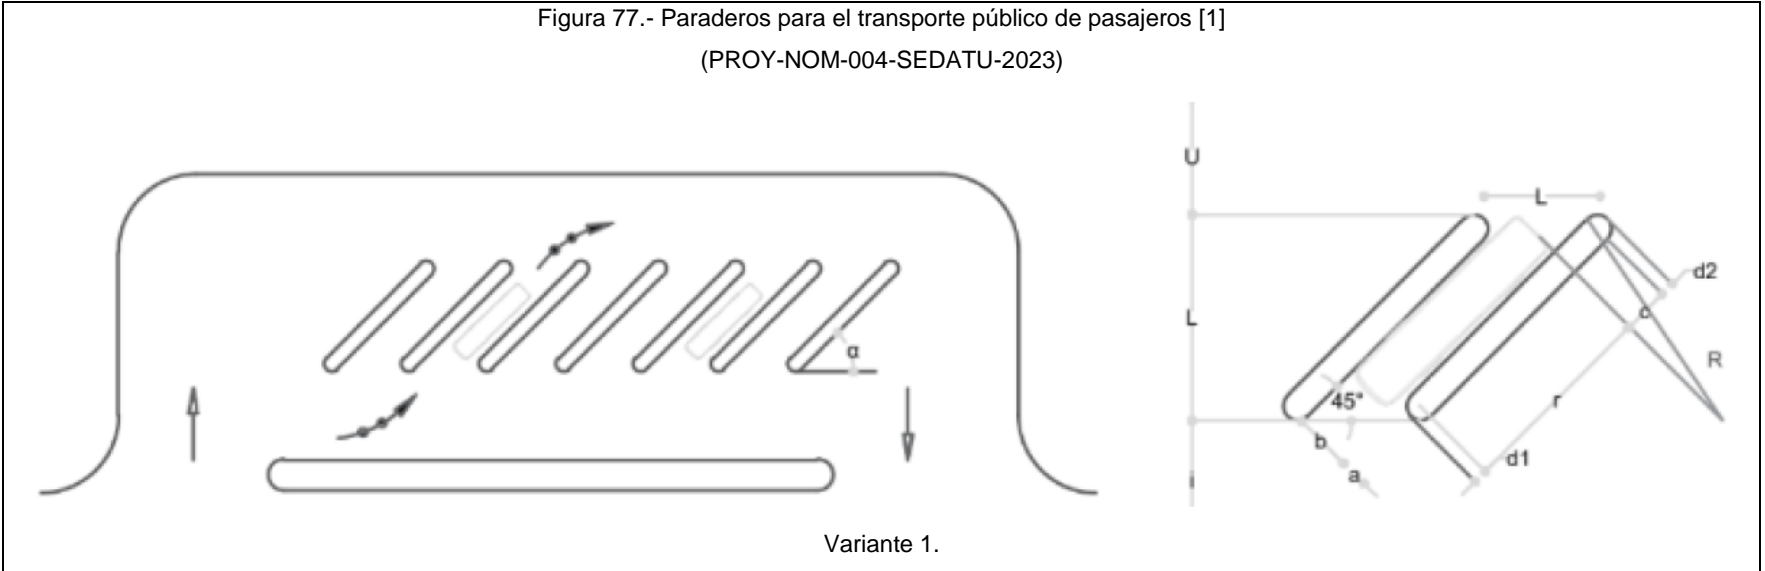 Figura 77.- Paraderos para el transporte público de pasajeros [1]
(PROY-NOM-004-SEDATU-2023)
U
L
d2
L
c
α
R
45°
r
b
d1
a
i
Variante 1.